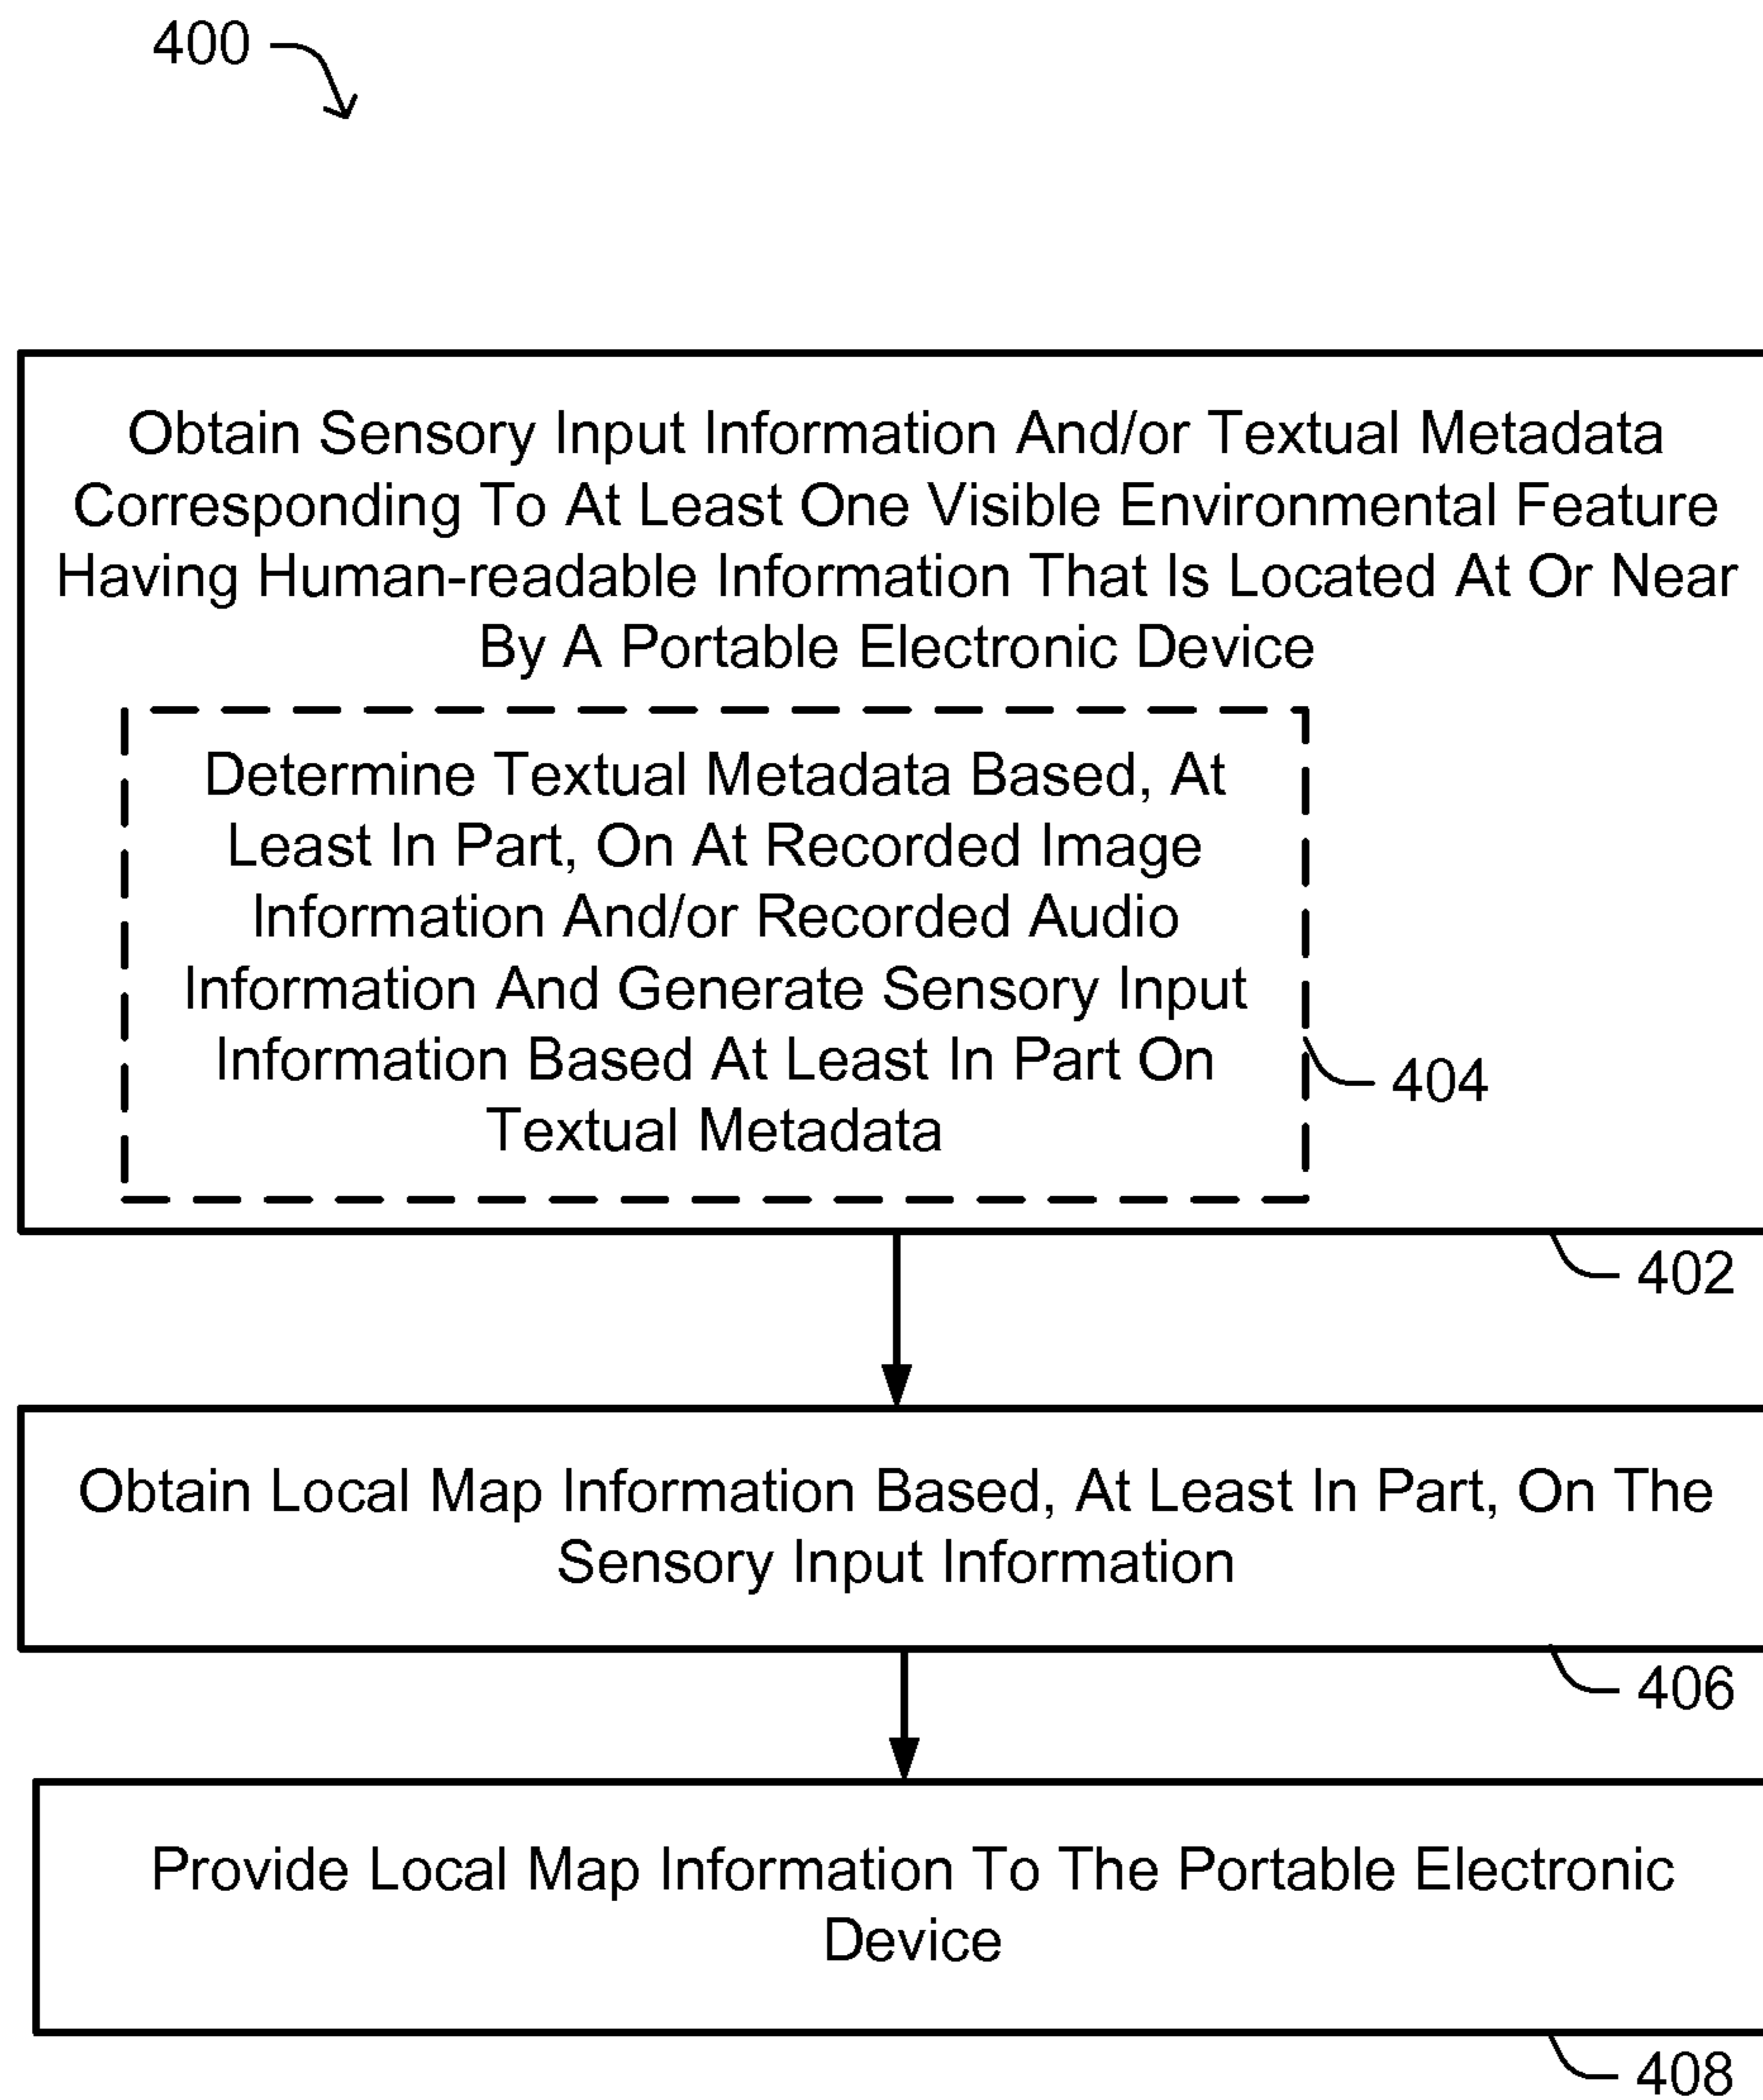 400
Obtain Sensory Input Information And/or Textual Metadata
Corresponding To At Least One Visible Environmental Feature
Having Human-readable Information That Is Located At Or Near
By A Portable Electronic Device
Determine Textual Metadata Based, At
Least In Part, On At Recorded Image
Information And/or Recorded Audio
Information And Generate Sensory Input
Information Based At Least In Part On
Textual Metadata
404
402
Obtain Local Map Information Based, At Least In Part, On The
Sensory Input Information
406
Provide Local Map Information To The Portable Electronic
Device
408